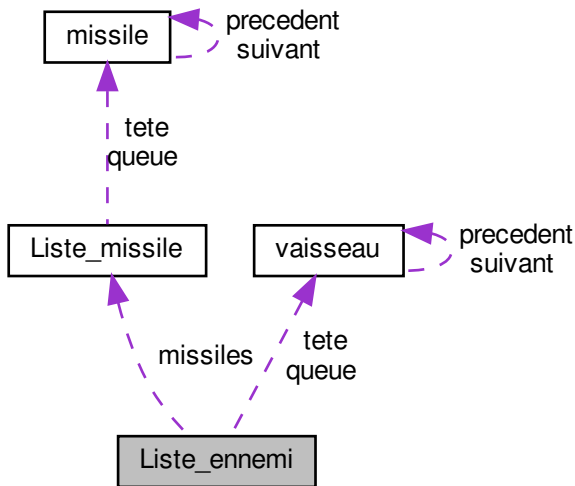 missile
precedent
suivant
tete
queue
Liste_missile
vaisseau
precedent
suivant
missiles
tete
queue
Liste_ennemi